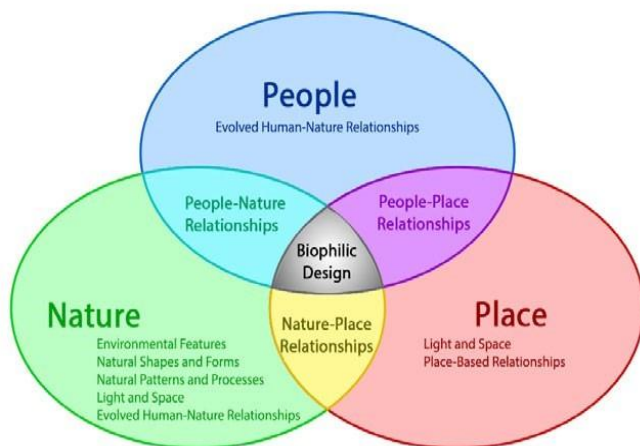 People
Evolved Human-Nature Relationships
People-Nature
Relationships
People-Place
Relationships
Biophilic
Design
Nature
Environmental Features
Natural Shapes and Forms
Natural Patterns and Processes
Light and Space
Evolved Human-Nature Relationships
Nature-Place
Relationships
Place
Light and Space
Place-Based Relationships